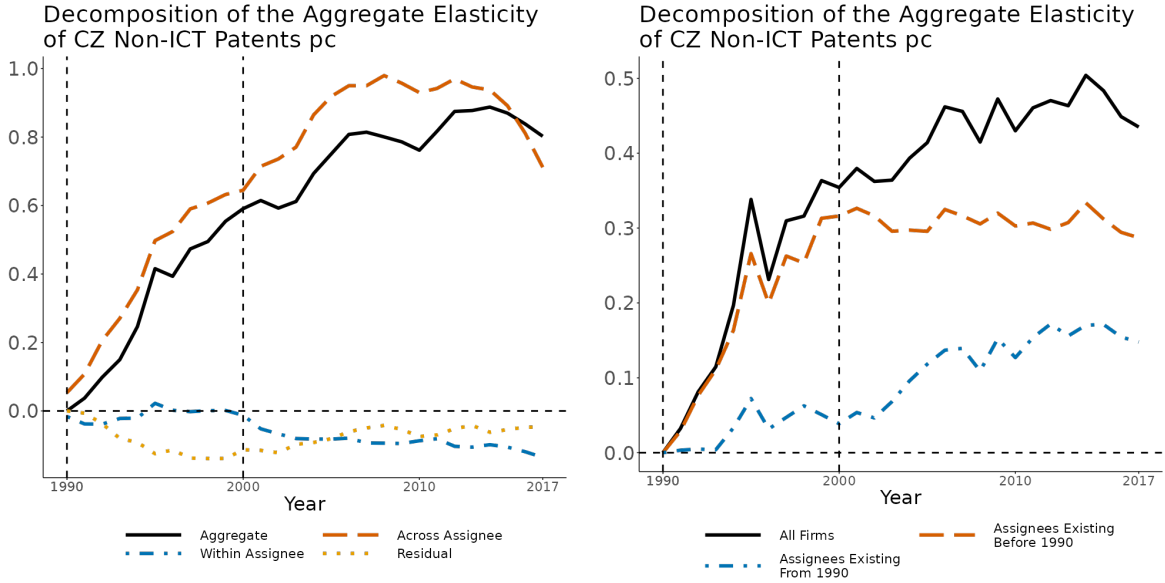 Decomposition of the Aggregate Elasticity
of CZ Non-ICT Patents pc
1.0
0.8
0.6
0.4
0.2
0.0
1990
2000
2010
2017
Year
Aggregate
Across Assignee
Within Assignee
Residual
Decomposition of the Aggregate Elasticity
of CZ Non-ICT Patents pc
0.5
0.4
0.3
0.2
0.1
0.0
1990
2000
2010
2017
Year
All Firms
Assignees Existing
Before 1990
Assignees Existing
From 1990